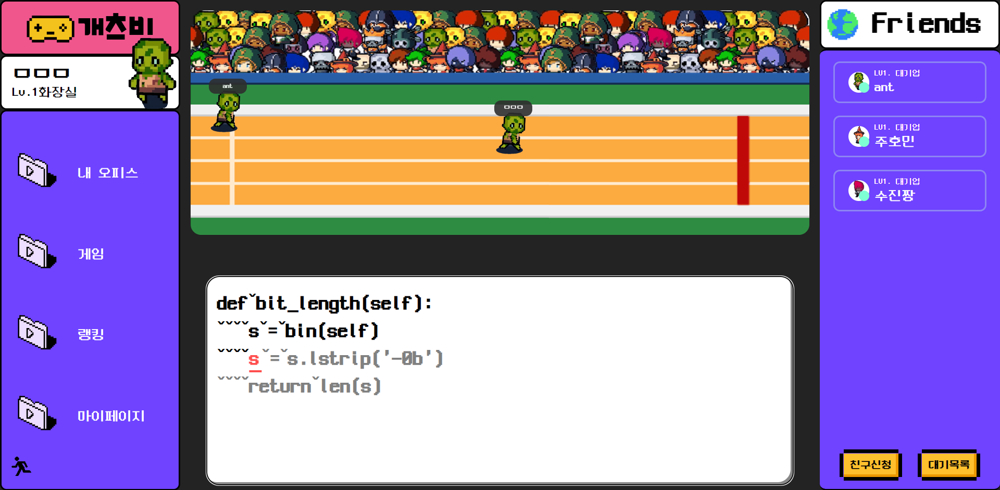 개츠비
ㅁㅁㅁ
Lv.1화장실
내 오피스
게임
랭킹
마이페이지
ant
ㅁㅁㅁ
defˇbit_length(self):
ˇˇˇˇsˇ=ˇbin(self)
ˇˇˇˇsˇ=ˇs.lstrip('-0b')
ˇˇˇˇreturnˇlen(s)
Friends
LV1. 대기업
ant
LV1. 대기업
주호민
LV1. 대기업
수진짱
친구신청
대기목록